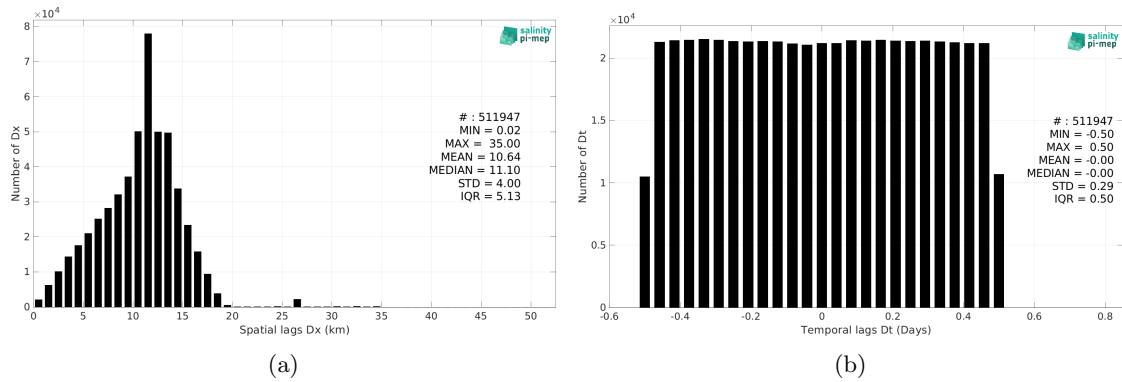 ×10⁴
8
7
6
5
4
3
2
1
0
Number of Dx
salinity
pi-mep
# : 511947
MIN = 0.02
MAX = 35.00
MEAN = 10.64
MEDIAN = 11.10
STD = 4.00
IQR = 5.13
0 5 10 15 20 25 30 35 40 45 50
Spatial lags Dx (km)
(a)
×10⁴
2
1.5
1
0.5
0
Number of Dt
salinity
pi-mep
# : 511947
MIN = -0.50
MAX = 0.50
MEAN = -0.00
MEDIAN = -0.00
STD = 0.29
IQR = 0.50
-0.6 -0.4 -0.2 0 0.2 0.4 0.6 0.8
Temporal lags Dt (Days)
(b)